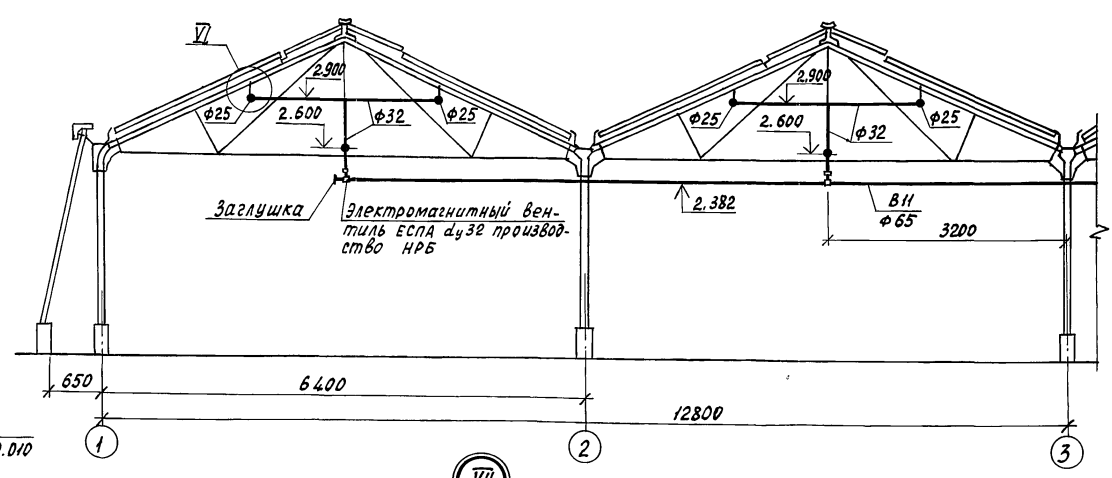 VI
2.900
2.900
ф25
2.600
ф32
ф25
ф25
2.600
ф32
ф25
Заглушка
Электромагнитный вен-
тиль ЕСПА dу32 производ-
ство НРБ
2.382
В11
ф65
3200
650
6400
12800
1
2
3
.010
VII